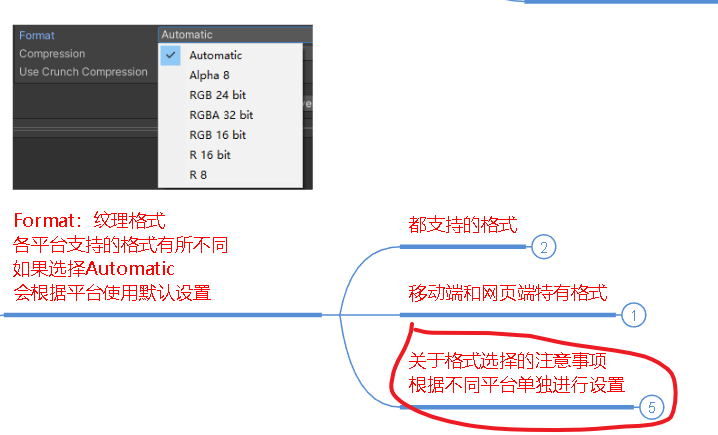 Format
Automatic
Compression
Automatic
Use Crunch Compression
Alpha 8
RGB 24 bit
RGBA 32 bit
RGB 16 bit
R 16 bit
R 8
Format：纹理格式
各平台支持的格式有所不同
如果选择Automatic
会根据平台使用默认设置
都支持的格式
2
移动端和网页端特有格式
1
关于格式选择的注意事项
根据不同平台单独进行设置
5